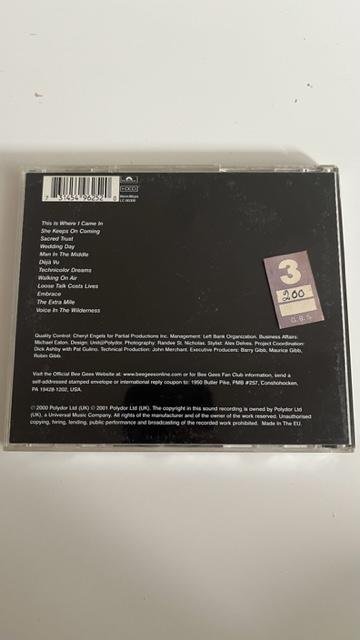 polydor
7 31454 96252 0
LC 00309
This Is Where I Came In
She Keeps On Coming
Sacred Trust
Wedding Day
Man In The Middle
Déjà Vu
Technicolor Dreams
Walking On Air
Loose Talk Costs Lives
Embrace
The Extra Mile
Voice In The Wilderness
3
200
Quality Control: Cheryl Engels for Partial Productions Inc. Management: Left Bank Organization. Business Affairs:
Michael Eaton. Design: Photography: Randee St. Nicholas. Stylist: Alex Delves. Project Coordination:
Dick Ashby with Pat Gulino. Technical Production: John Merchant. Executive Producers: Barry Gibb, Maurice Gibb,
Robin Gibb.
Visit the Official Bee Gees Website at: www.beegeesonline.com or for Bee Gees Fan Club information, send a
self-addressed stamped envelope or international reply coupon to: 1950 Butler Pike, PMB #257, Conshohocken,
PA 19428-1202, USA.
℗ 2000 Polydor Ltd (UK) © 2001 Polydor Ltd (UK). The copyright in this sound recording is owned by Polydor Ltd
(UK), a Universal Music Company. All rights of the manufacturer and of the owner of the work reserved. Unauthorised
copying, hiring, lending, public performance and broadcasting of the recorded work prohibited. Made In The EU.